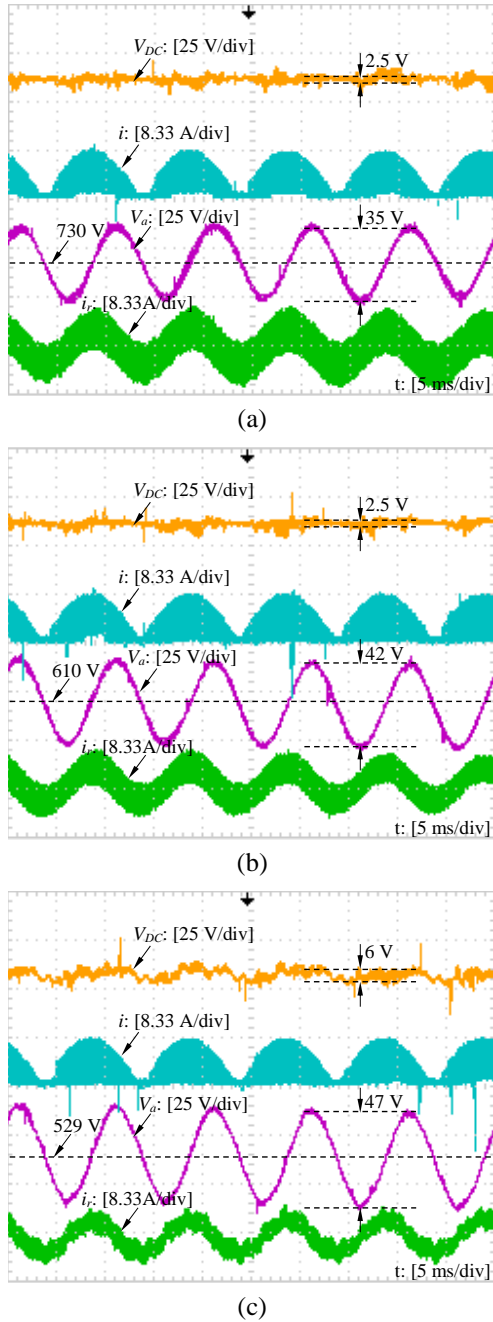 V_DC: [25 V/div]
2.5 V
i: [8.33 A/div]
V_a: [25 V/div]
730 V
35 V
i_r: [8.33A/div]
t: [5 ms/div]
(a)
V_DC: [25 V/div]
2.5 V
i: [8.33 A/div]
V_a: [25 V/div]
610 V
42 V
i_r: [8.33A/div]
t: [5 ms/div]
(b)
V_DC: [25 V/div]
6 V
i: [8.33 A/div]
V_a: [25 V/div]
529 V
47 V
i_r: [8.33A/div]
t: [5 ms/div]
(c)